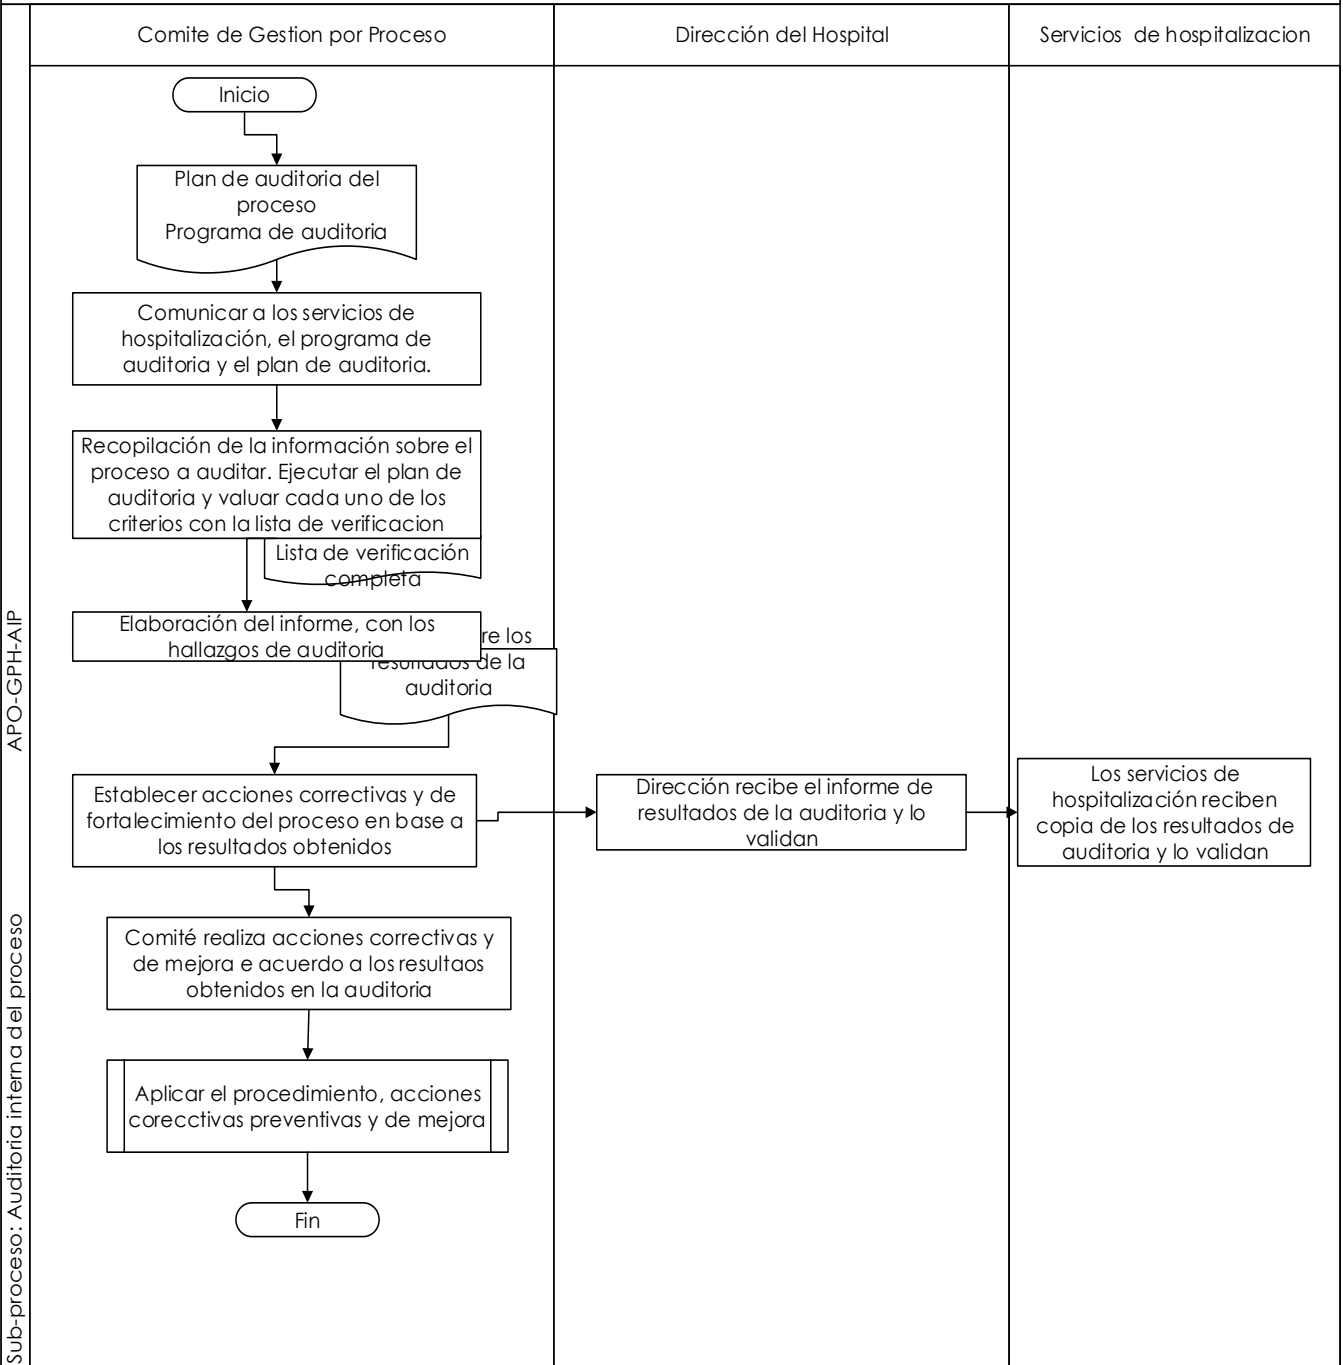 Comite de Gestion por Proceso
Dirección del Hospital
Servicios de hospitalizacion
Inicio
Plan de auditoria del
proceso
Programa de auditoria
Comunicar a los servicios de
hospitalización, el programa de
auditoria y el plan de auditoria.
Recopilación de la información sobre el
proceso a auditar. Ejecutar el plan de
auditoria y valuar cada uno de los
criterios con la lista de verificacion
Lista de verificación
completa
Elaboración del informe, con los
hallazgos de auditoria
re los
resultados de la
auditoria
Establecer acciones correctivas y de
fortalecimiento del proceso en base a
los resultados obtenidos
Dirección recibe el informe de
resultados de la auditoria y lo
validan
Los servicios de
hospitalización reciben
copia de los resultados de
auditoria y lo validan
Comité realiza acciones correctivas y
de mejora e acuerdo a los resultaos
obtenidos en la auditoria
Aplicar el procedimiento, acciones
corecctivas preventivas y de mejora
Fin
Sub-proceso: Auditoria interna del proceso APO-GPH-AIP